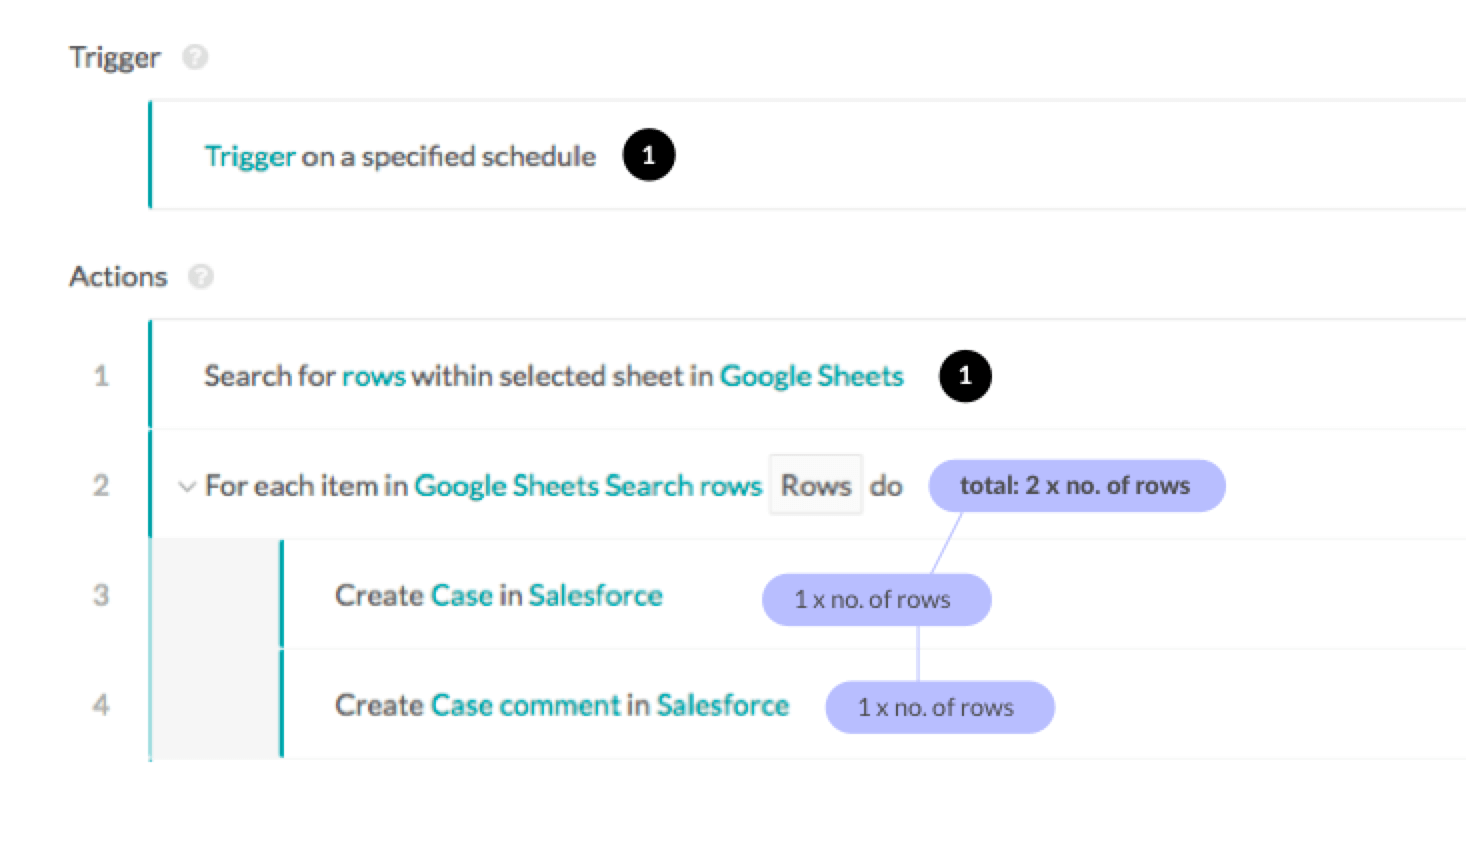 Trigger ?
Trigger on a specified schedule 1
Actions ?
1 Search for rows within selected sheet in Google Sheets 1
2 For each item in Google Sheets Search rows Rows do total: 2 x no. of rows
3 Create Case in Salesforce 1 x no. of rows
4 Create Case comment in Salesforce 1 x no. of rows